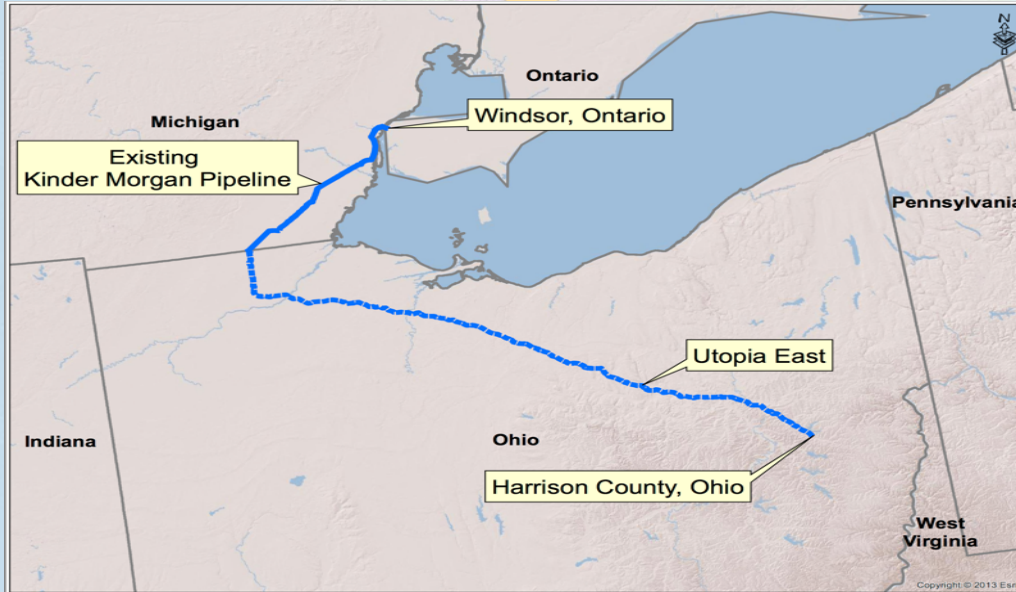 N
Ontario
Michigan
Windsor, Ontario
Existing
Kinder Morgan Pipeline
Pennsylvania
Utopia East
Indiana
Ohio
Harrison County, Ohio
West
Virginia
Copyright © 2013 Esri